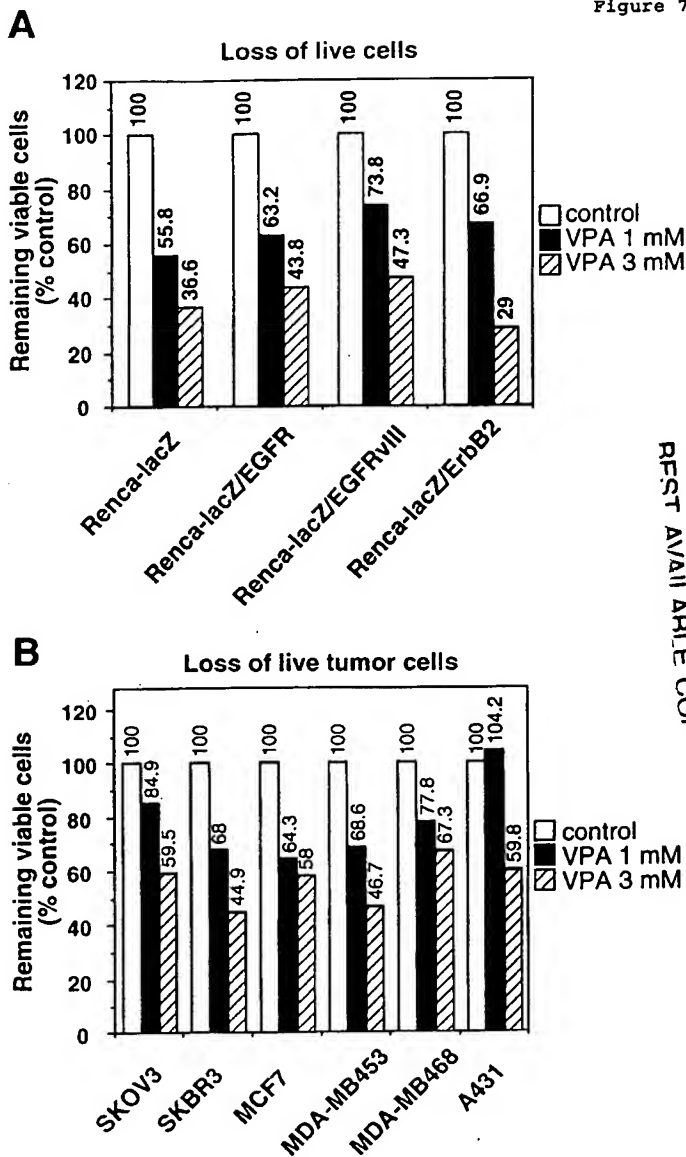 Figure 7
A
Loss of live cells
Remaining viable cells
(% control)
120
100
80
60
40
20
0
100
55.8
36.6
100
63.2
43.8
100
73.8
47.3
100
66.9
29
control
VPA 1 mM
VPA 3 mM
Renca-lacZ
Renca-lacZ/EGFR
Renca-lacZ/EGFRvIII
Renca-lacZ/ErbB2
BEST AVAILABLE
B
Loss of live tumor cells
Remaining viable cells
(% control)
120
100
80
60
40
20
0
100
84.9
59.5
100
68
44.9
100
64.3
58
100
68.6
46.7
100
77.8
67.3
100
104.2
59.8
control
VPA 1 mM
VPA 3 mM
SKOV3
SKBR3
MCF7
MDA-MB453
MDA-MB468
A431